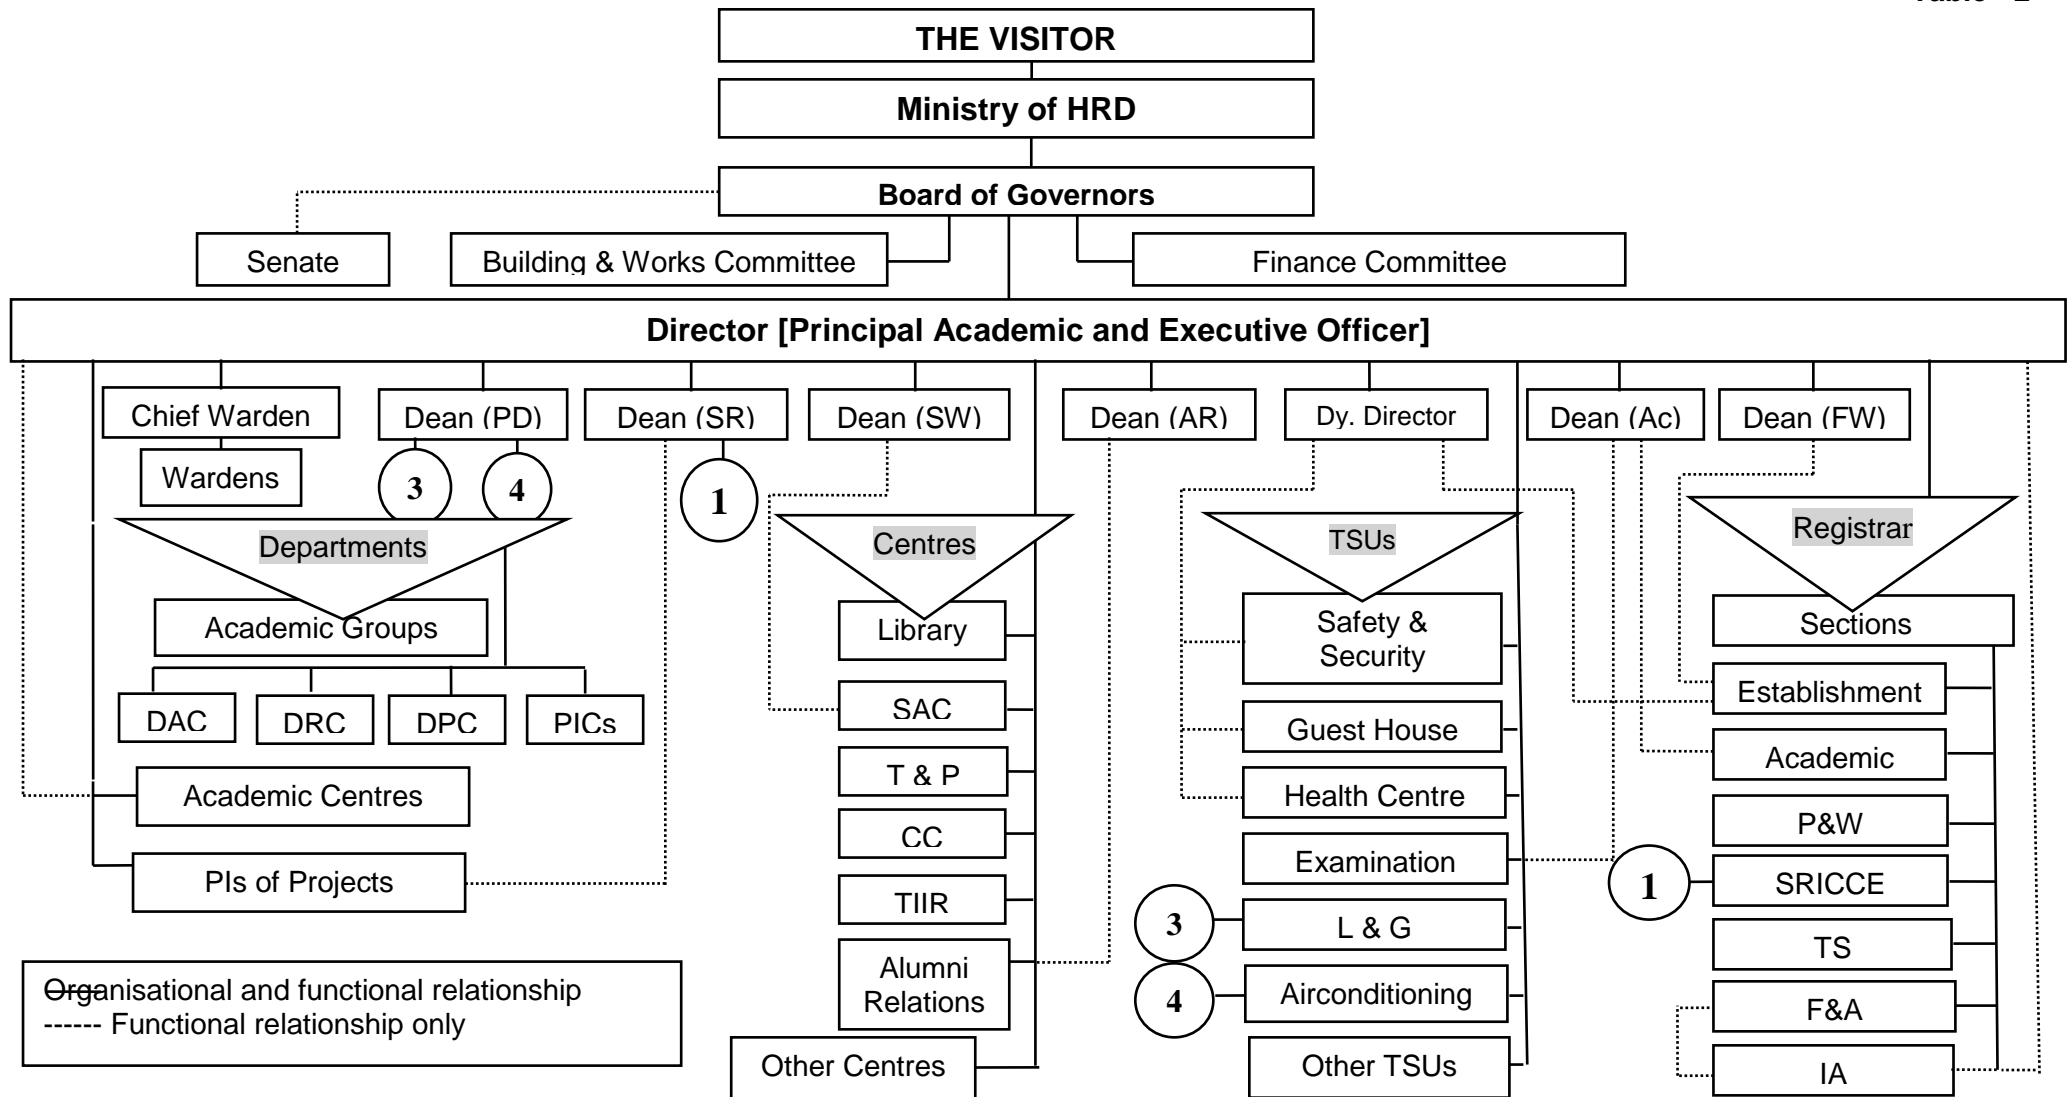 THE VISITOR
Ministry of HRD
Board of Governors
Senate
Building & Works Committee
Finance Committee
Director [Principal Academic and Executive Officer]
Chief Warden
Dean (PD)
Dean (SR)
Dean (SW)
Dean (AR)
Dy. Director
Dean (Ac)
Dean (FW)
Wardens
3
4
1
Departments
Centres
TSUs
Registrar
Academic Groups
DAC
DRC
DPC
PICs
Academic Centres
PIs of Projects
Library
SAC
T & P
CC
TIIR
Alumni
Relations
Other Centres
Safety &
Security
Guest House
Health Centre
Examination
3
L & G
4
Airconditioning
Other TSUs
Sections
Establishment
Academic
P&W
1
SRICCE
TS
F&A
IA
Organisational and functional relationship
------ Functional relationship only